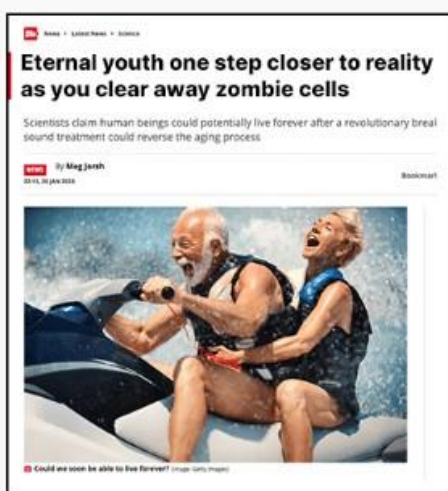 News • Latest News • Science
Eternal youth one step closer to reality
as you clear away zombie cells
Scientists claim human beings could potentially live forever after a revolutionary breal
sound treatment could reverse the aging process
NEWS By Meg Jorsh
Bookmark
Could we soon be able to live forever? (Image: Getty Images)